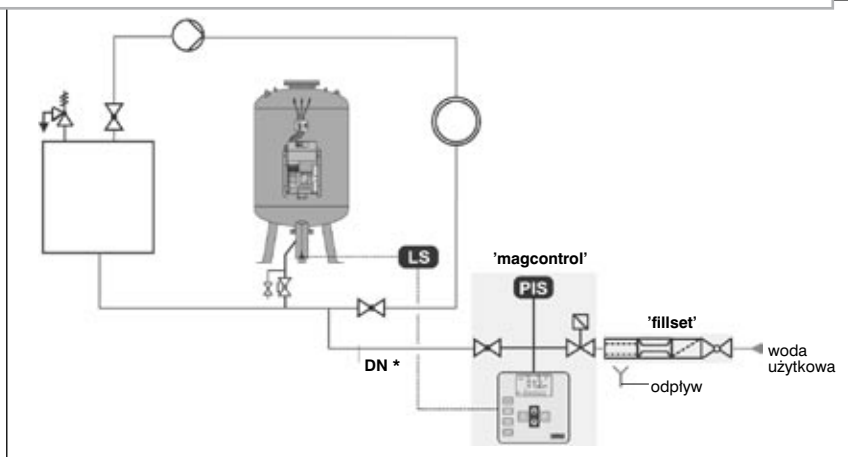 LS
'magcontrol'
PIS
'fillset'
DN *
woda
użytkowa
odpływ